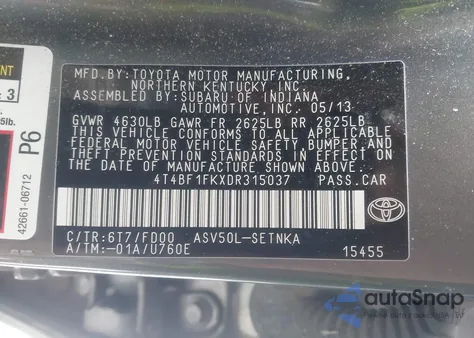 MFD.BY:TOYOTA MOTOR MANUFACTURING,
NORTHERN KENTUCKY INC.
ASSEMBLED BY: SUBARU OF INDIANA
AUTOMOTIVE,INC. 05/13
GVWR 4630LB GAWR FR 2625LB RR 2625LB
THIS VEHICLE CONFORMS TO ALL APPLICABLE
FEDERAL MOTOR VEHICLE SAFETY, BUMPER, AND
THEFT PREVENTION STANDARDS IN EFFECT ON
THE DATE OF MANUFACTURE SHOWN ABOVE.
4T4BF1FKXDR315037 PASS.CAR
C/TR:6T7/FD00 ASV50L-SETNKA
A/TM:-01A/U760E 15455
TOYOTA
: 3
5lb.
P6
42661-06712
autoSnap